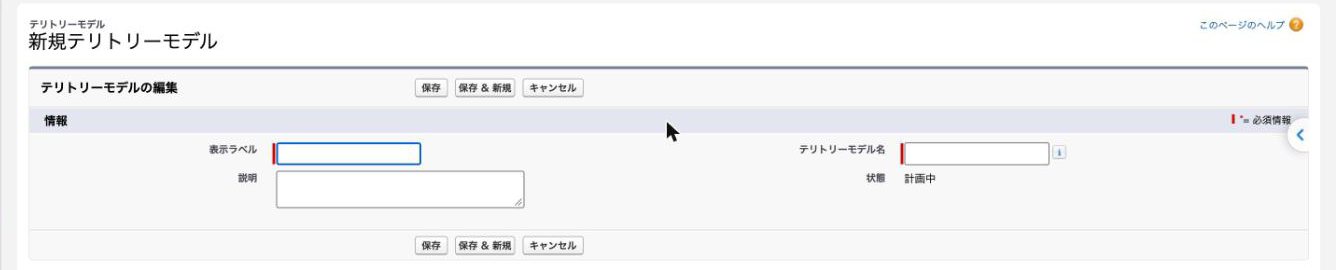 テリトリーモデル
新規テリトリーモデル
このページのヘルプ ?
テリトリーモデルの編集 保存 保存 & 新規 キャンセル
情報 *= 必須情報
表示ラベル テリトリーモデル名 i
説明 状態 計画中
保存 保存 & 新規 キャンセル